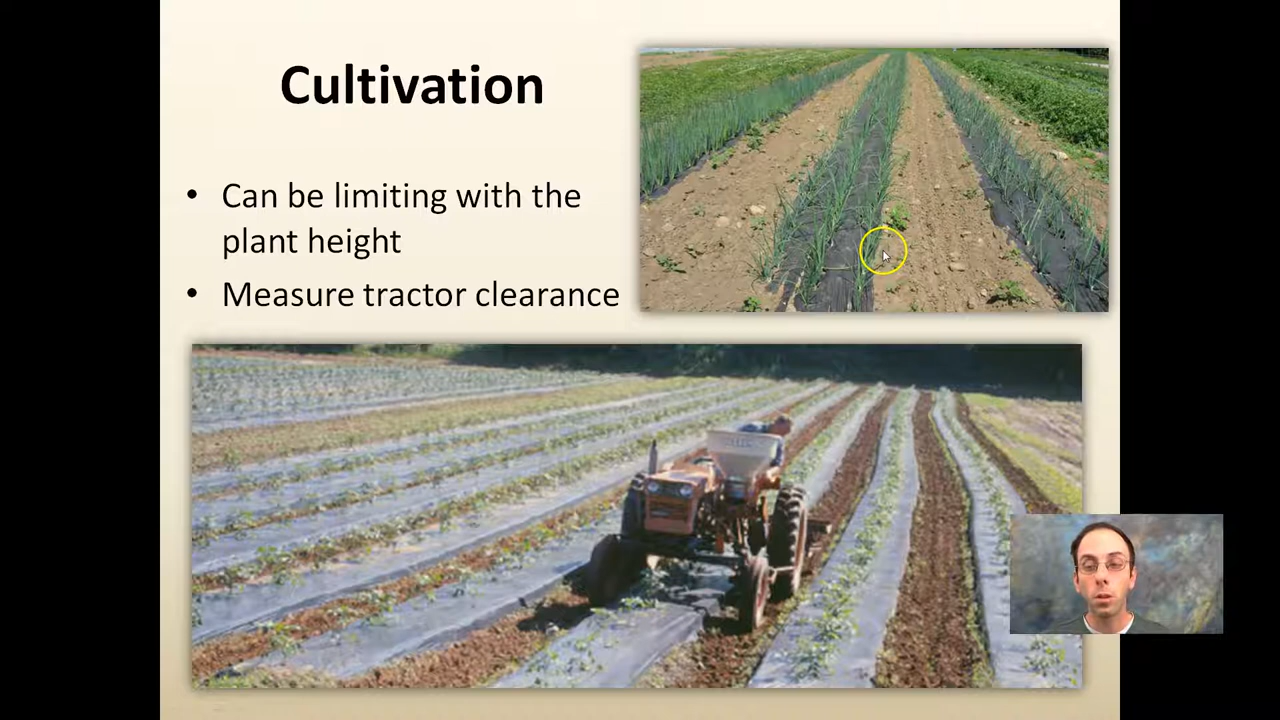 Cultivation
• Can be limiting with the
plant height
• Measure tractor clearance